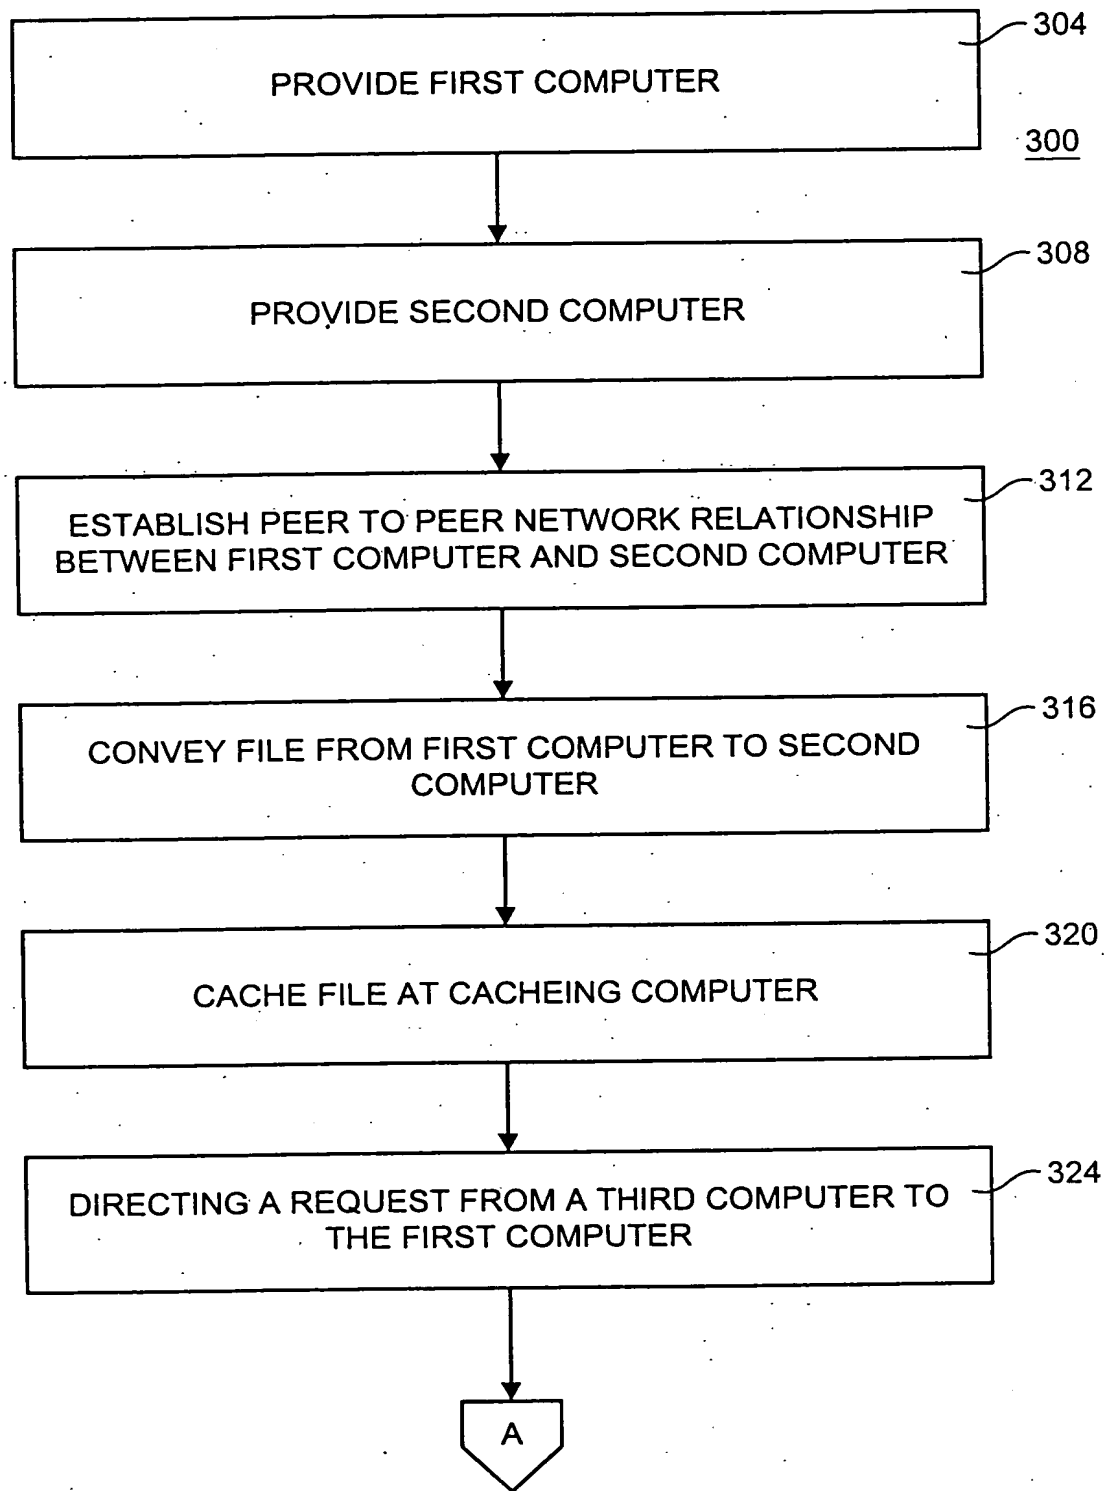 304
PROVIDE FIRST COMPUTER
300
308
PROVIDE SECOND COMPUTER
312
ESTABLISH PEER TO PEER NETWORK RELATIONSHIP
BETWEEN FIRST COMPUTER AND SECOND COMPUTER
316
CONVEY FILE FROM FIRST COMPUTER TO SECOND
COMPUTER
320
CACHE FILE AT CACHEING COMPUTER
324
DIRECTING A REQUEST FROM A THIRD COMPUTER TO
THE FIRST COMPUTER
A